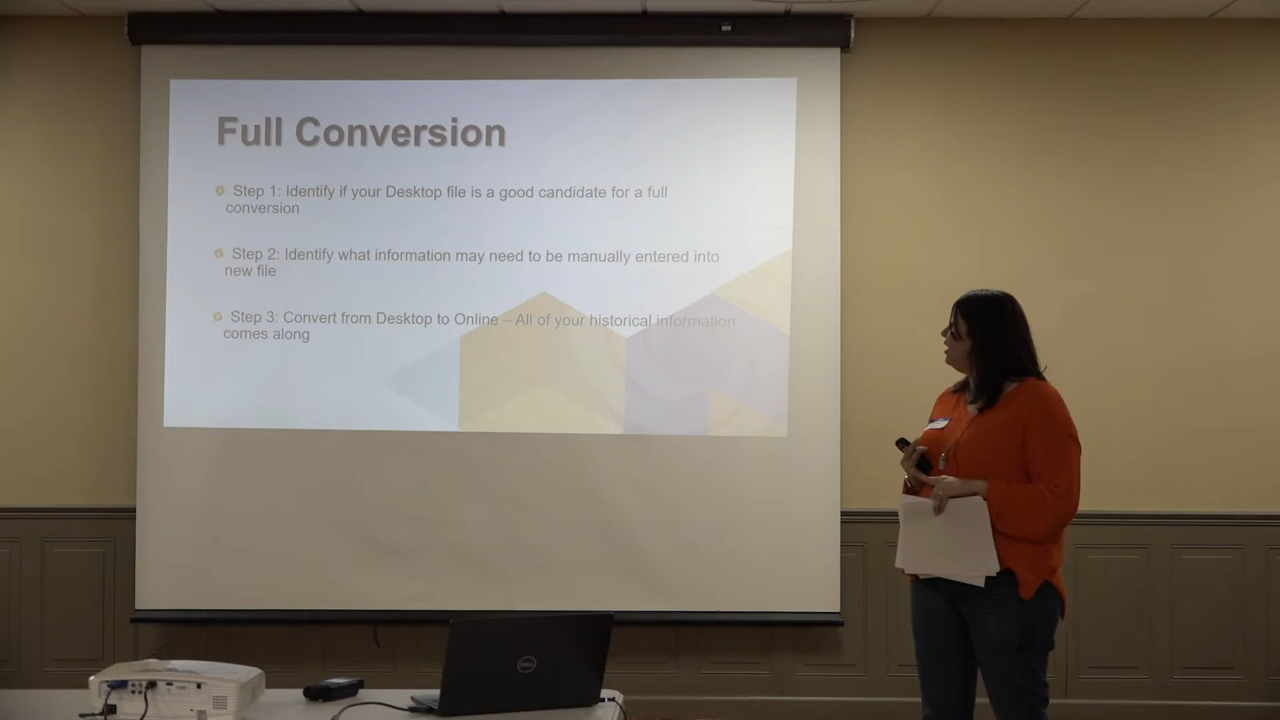 Full Conversion
Step 1: Identify if your Desktop file is a good candidate for a full
conversion
Step 2: Identify what information may need to be manually entered into
new file
Step 3: Convert from Desktop to Online – All of your historical information
comes along
DELL